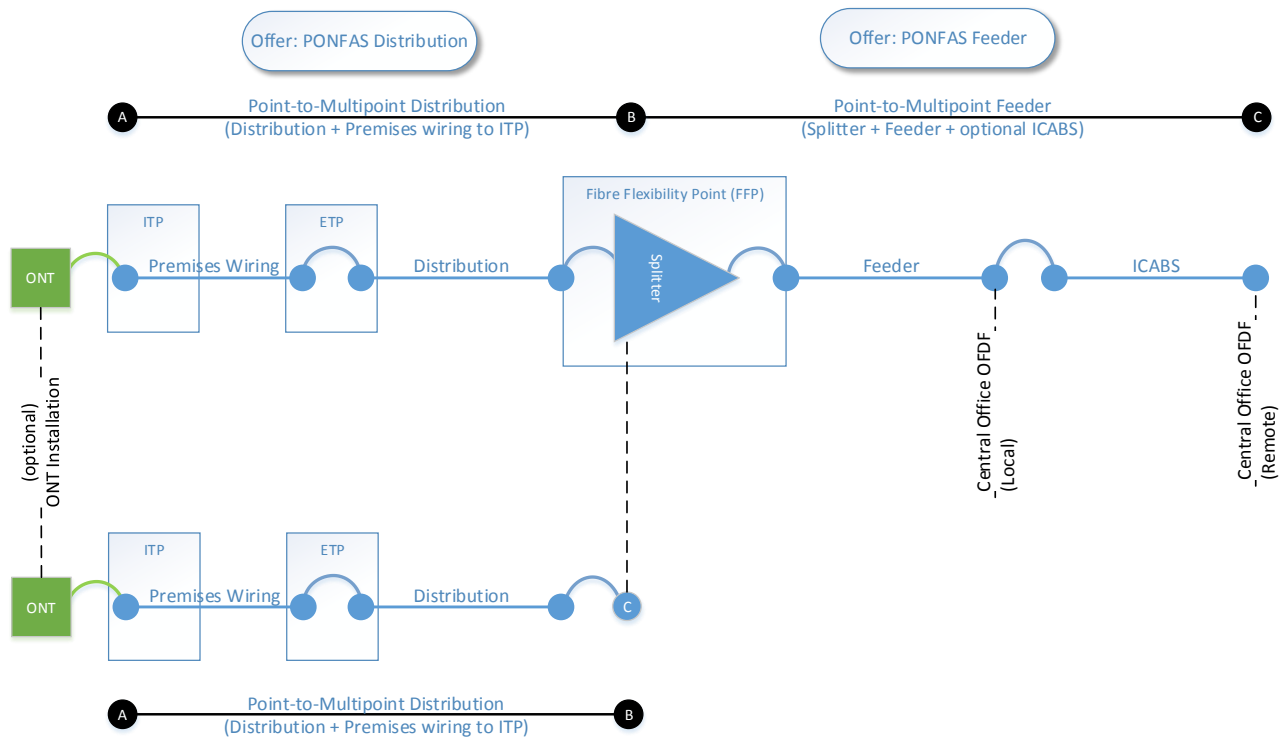 Offer: PONFAS Distribution
Offer: PONFAS Feeder
A
Point-to-Multipoint Distribution
(Distribution + Premises wiring to ITP)
B
Point-to-Multipoint Feeder
(Splitter + Feeder + optional ICABS)
C
ITP
ETP
Fibre Flexibility Point (FFP)
ONT
Premises Wiring
Distribution
Splitter
Feeder
ICABS
(optional)
ONT Installation
Central Office OFDF
(Local)
Central Office OFDF
(Remote)
ITP
ETP
ONT
Premises Wiring
Distribution
C
A
Point-to-Multipoint Distribution
(Distribution + Premises wiring to ITP)
B